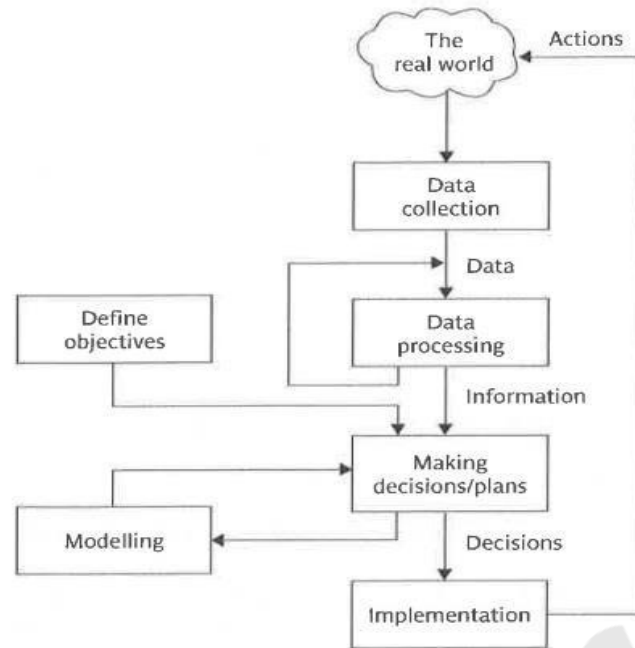 The
real world
Actions
Data
collection
Data
Define
objectives
Data
processing
Information
Making
decisions/plans
Modelling
Decisions
Implementation